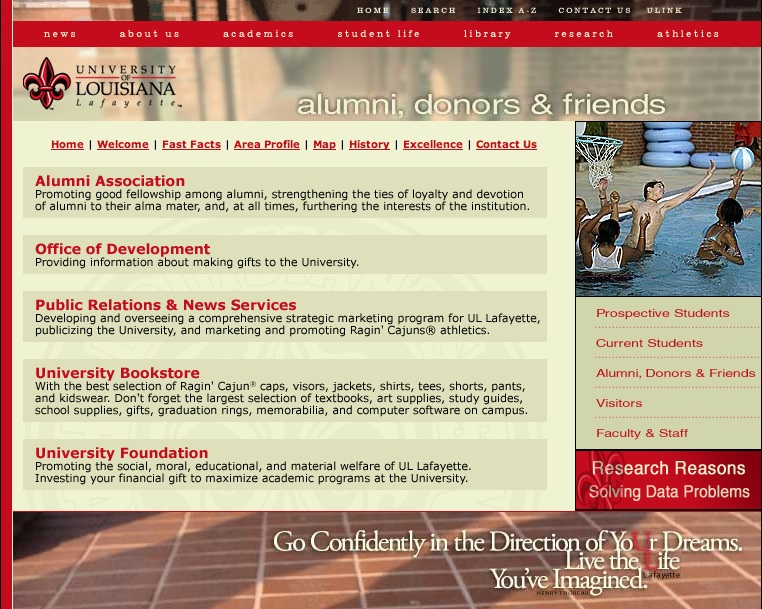 HOME SEARCH INDEX A-Z CONTACT US ULINK
news about us academics student life library research athletics
UNIVERSITY
OF
LOUISIANA
Lafayette™
alumni, donors & friends
Home | Welcome | Fast Facts | Area Profile | Map | History | Excellence | Contact Us
Alumni Association
Promoting good fellowship among alumni, strengthening the ties of loyalty and devotion
of alumni to their alma mater, and, at all times, furthering the interests of the institution.
Office of Development
Providing information about making gifts to the University.
Public Relations & News Services
Developing and overseeing a comprehensive strategic marketing program for UL Lafayette,
publicizing the University, and marketing and promoting Ragin' Cajuns® athletics.
University Bookstore
With the best selection of Ragin' Cajun® caps, visors, jackets, shirts, tees, shorts, pants,
and kidswear. Don't forget the largest selection of textbooks, art supplies, study guides,
school supplies, gifts, graduation rings, memorabilia, and computer software on campus.
University Foundation
Promoting the social, moral, educational, and material welfare of UL Lafayette.
Investing your financial gift to maximize academic programs at the University.
Prospective Students
Current Students
Alumni, Donors & Friends
Visitors
Faculty & Staff
Research Reasons
Solving Data Problems
Go Confidently in the Direction of YoUr Dreams.
Live the Life
Lafayette
You've Imagined.
HENRY THOREAU